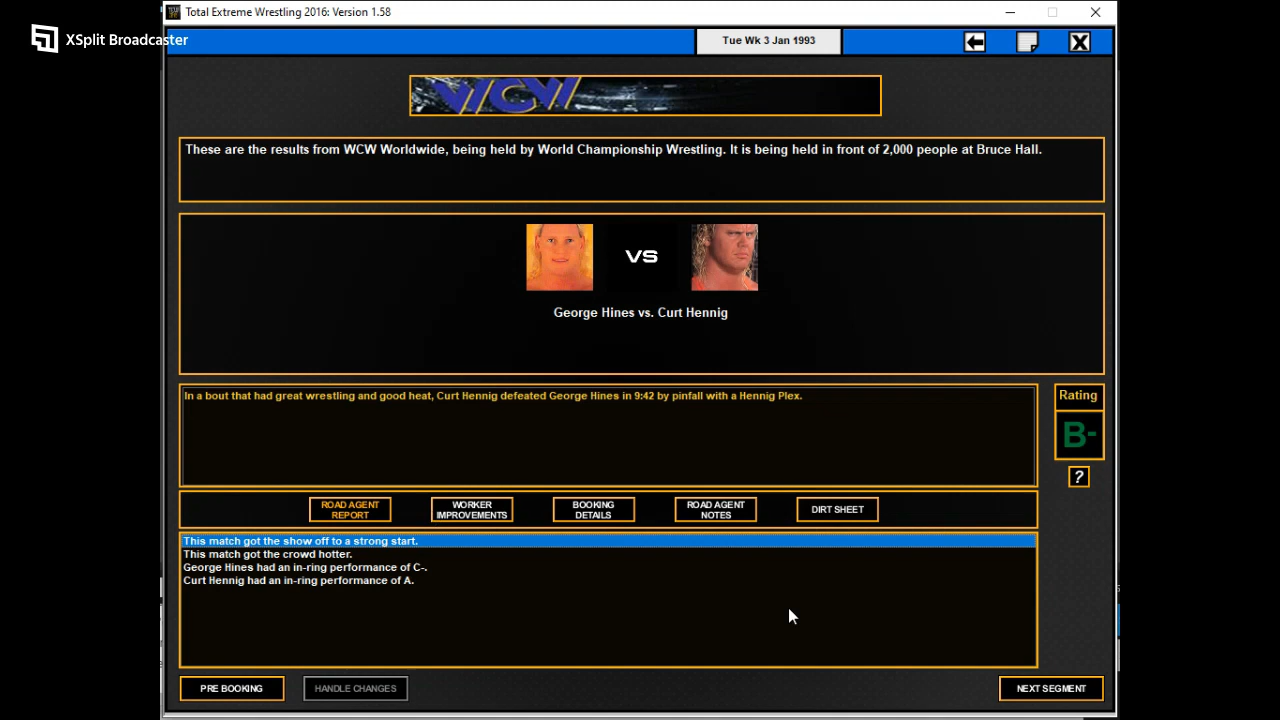 XSplit Broadcaster
Total Extreme Wrestling 2016: Version 1.58
Tue Wk 3 Jan 1993
WCW
These are the results from WCW Worldwide, being held by World Championship Wrestling. It is being held in front of 2,000 people at Bruce Hall.
VS
George Hines vs. Curt Hennig
In a bout that had great wrestling and good heat, Curt Hennig defeated George Hines in 9:42 by pinfall with a Hennig Plex.
Rating
B-
?
ROAD AGENT REPORT
WORKER IMPROVEMENTS
BOOKING DETAILS
ROAD AGENT NOTES
DIRT SHEET
This match got the show off to a strong start.
This match got the crowd hotter.
George Hines had an in-ring performance of C-.
Curt Hennig had an in-ring performance of A.
PRE BOOKING
HANDLE CHANGES
NEXT SEGMENT